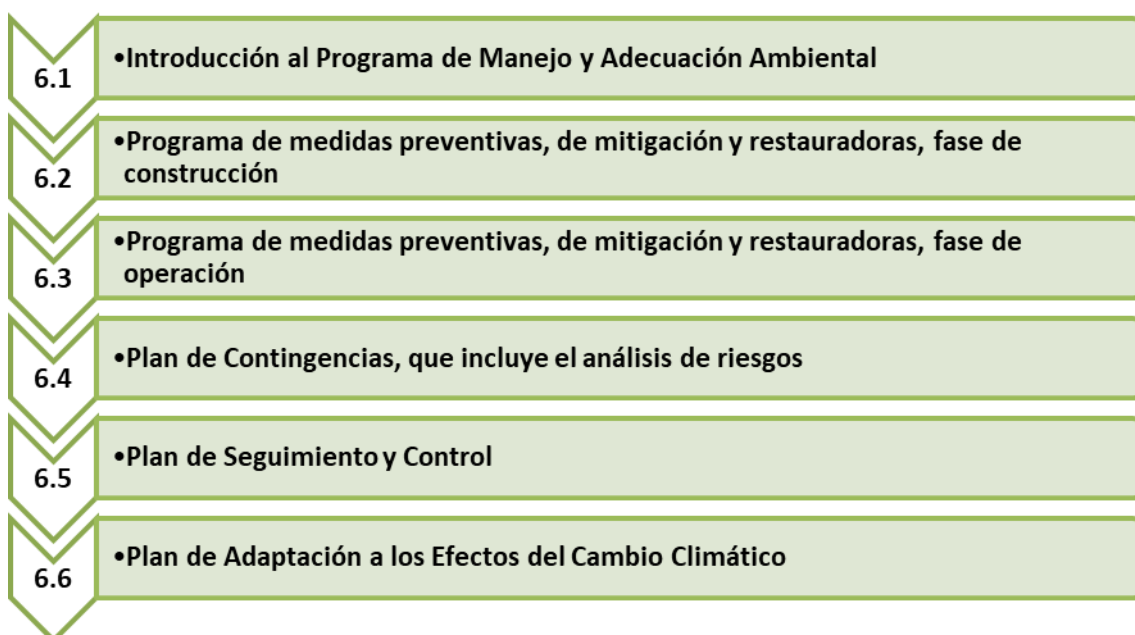 6.1
•Introducción al Programa de Manejo y Adecuación Ambiental
6.2
•Programa de medidas preventivas, de mitigación y restauradoras, fase de
construcción
6.3
•Programa de medidas preventivas, de mitigación y restauradoras, fase de
operación
6.4
•Plan de Contingencias, que incluye el análisis de riesgos
6.5
•Plan de Seguimiento y Control
6.6
•Plan de Adaptación a los Efectos del Cambio Climático